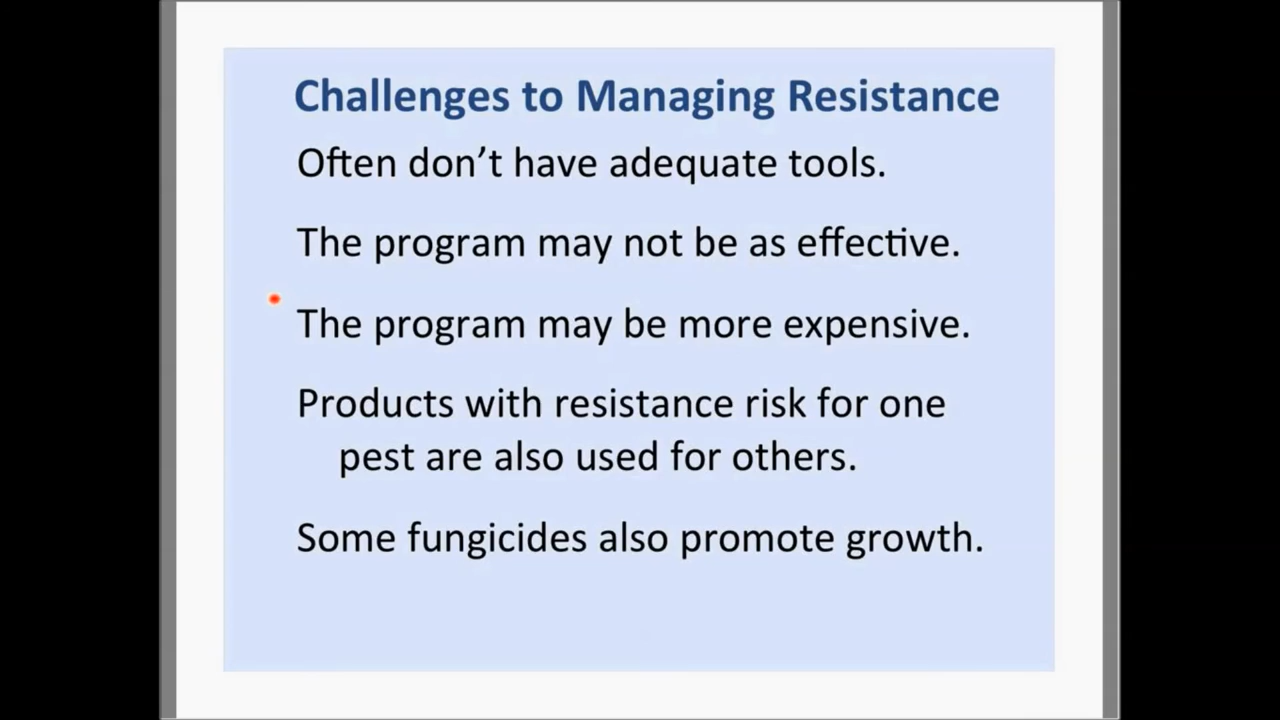 Challenges to Managing Resistance
Often don’t have adequate tools.
The program may not be as effective.
The program may be more expensive.
Products with resistance risk for one
pest are also used for others.
Some fungicides also promote growth.